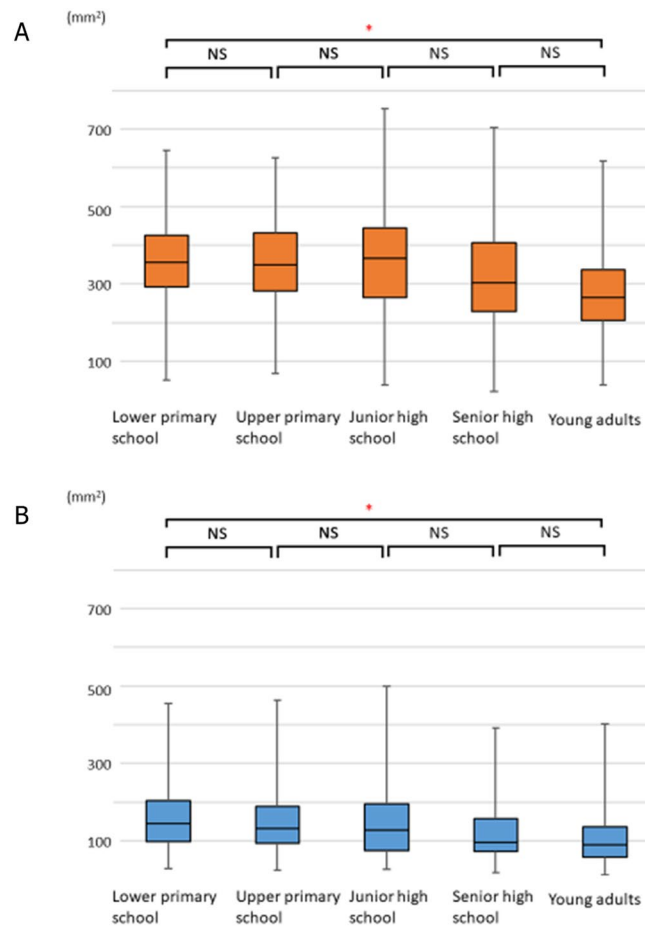 A
(mm²)
*
NS NS NS NS
700
500
300
100
Lower primary school
Upper primary school
Junior high school
Senior high school
Young adults
B
(mm²)
*
NS NS NS NS
700
500
300
100
Lower primary school
Upper primary school
Junior high school
Senior high school
Young adults